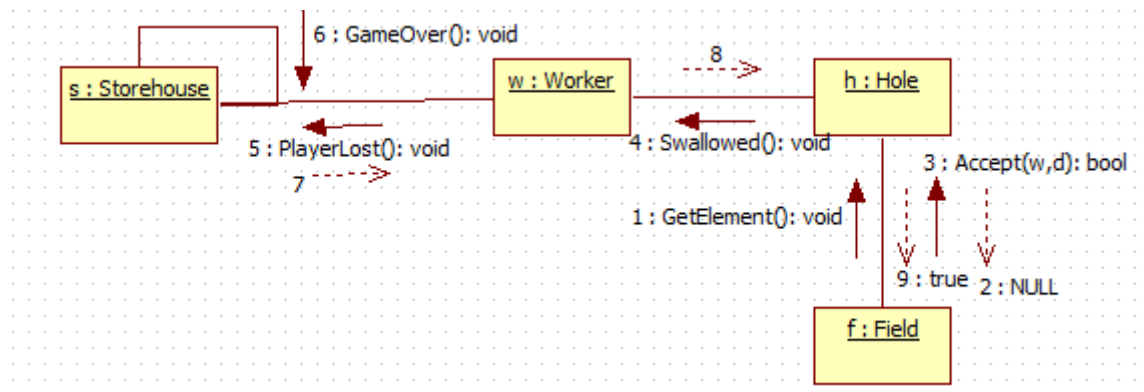 6 : GameOver(): void
s : Storehouse
w : Worker
8
h : Hole
5 : PlayerLost(): void
7
4 : Swallowed(): void
3 : Accept(w,d): bool
1 : GetElement(): void
9 : true
2 : NULL
f : Field